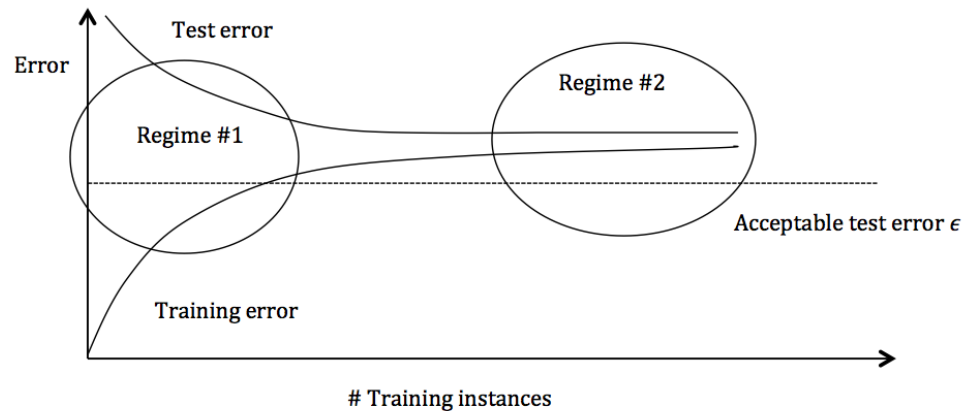 Test error
Error
Regime #2
Regime #1
Acceptable test error ϵ
Training error
# Training instances